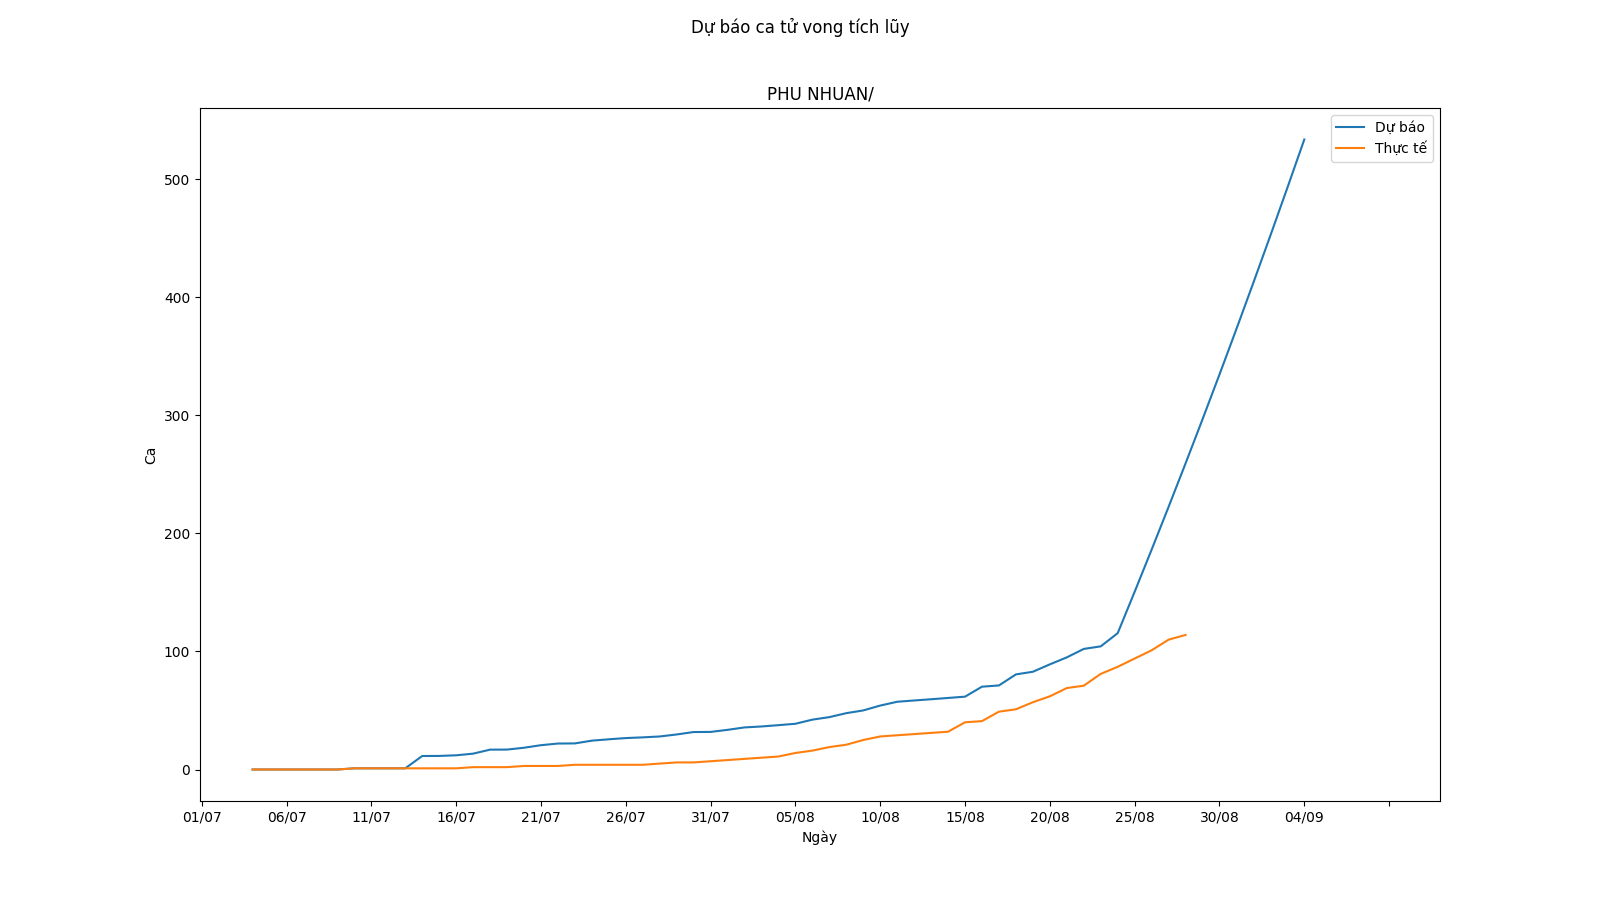 Dự báo ca tử vong tích lũy
PHU NHUAN/
Dự báo
Thực tế
500
400
300
200
100
0
Ca
01/07 06/07 11/07 16/07 21/07 26/07 31/07 05/08 10/08 15/08 20/08 25/08 30/08 04/09
Ngày